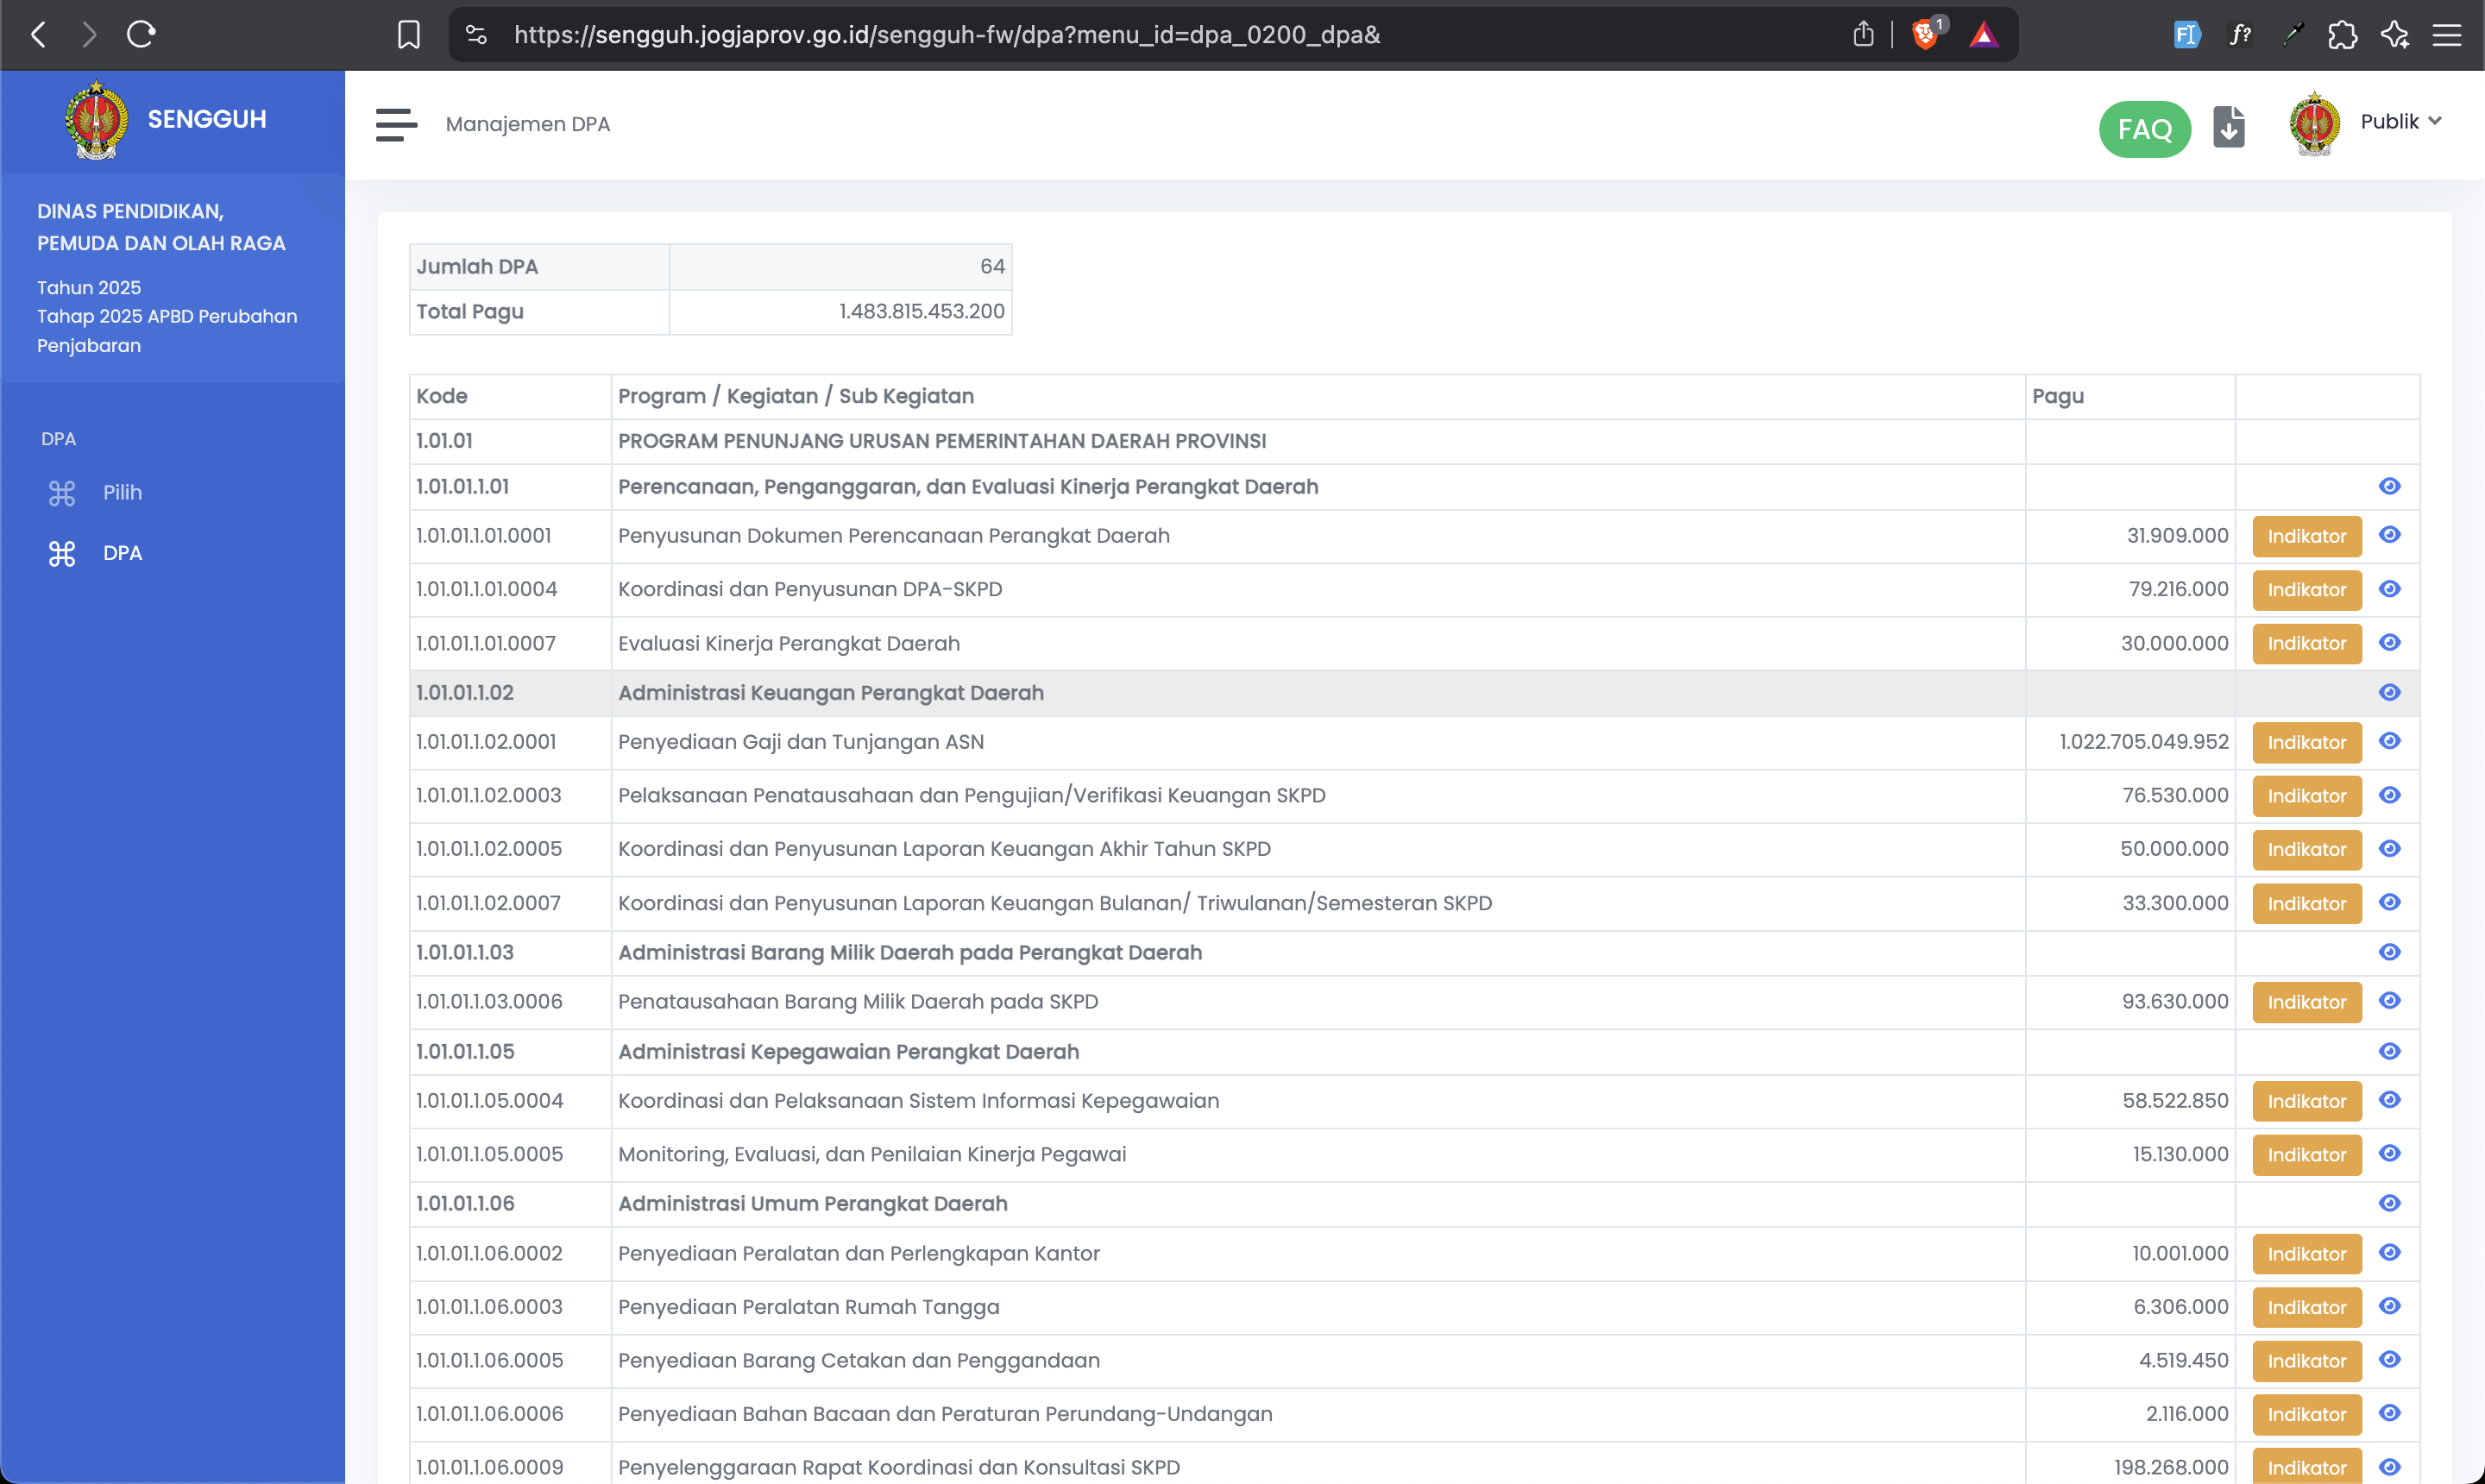 https://sengguh.jogjaprov.go.id/sengguh-fw/dpa?menu_id=dpa_0200_dpa&
1
FI
f?
SENGGUH
DINAS PENDIDIKAN,
PEMUDA DAN OLAH RAGA
Tahun 2025
Tahap 2025 APBD Perubahan
Penjabaran
DPA
Pilih
DPA
Manajemen DPA
FAQ
Publik
Jumlah DPA 64
Total Pagu 1.483.815.453.200
Kode Program / Kegiatan / Sub Kegiatan Pagu
1.01.01 PROGRAM PENUNJANG URUSAN PEMERINTAHAN DAERAH PROVINSI
1.01.01.1.01 Perencanaan, Penganggaran, dan Evaluasi Kinerja Perangkat Daerah
1.01.01.1.01.0001 Penyusunan Dokumen Perencanaan Perangkat Daerah 31.909.000 Indikator
1.01.01.1.01.0004 Koordinasi dan Penyusunan DPA-SKPD 79.216.000 Indikator
1.01.01.1.01.0007 Evaluasi Kinerja Perangkat Daerah 30.000.000 Indikator
1.01.01.1.02 Administrasi Keuangan Perangkat Daerah
1.01.01.1.02.0001 Penyediaan Gaji dan Tunjangan ASN 1.022.705.049.952 Indikator
1.01.01.1.02.0003 Pelaksanaan Penatausahaan dan Pengujian/Verifikasi Keuangan SKPD 76.530.000 Indikator
1.01.01.1.02.0005 Koordinasi dan Penyusunan Laporan Keuangan Akhir Tahun SKPD 50.000.000 Indikator
1.01.01.1.02.0007 Koordinasi dan Penyusunan Laporan Keuangan Bulanan/ Triwulanan/Semesteran SKPD 33.300.000 Indikator
1.01.01.1.03 Administrasi Barang Milik Daerah pada Perangkat Daerah
1.01.01.1.03.0006 Penatausahaan Barang Milik Daerah pada SKPD 93.630.000 Indikator
1.01.01.1.05 Administrasi Kepegawaian Perangkat Daerah
1.01.01.1.05.0004 Koordinasi dan Pelaksanaan Sistem Informasi Kepegawaian 58.522.850 Indikator
1.01.01.1.05.0005 Monitoring, Evaluasi, dan Penilaian Kinerja Pegawai 15.130.000 Indikator
1.01.01.1.06 Administrasi Umum Perangkat Daerah
1.01.01.1.06.0002 Penyediaan Peralatan dan Perlengkapan Kantor 10.001.000 Indikator
1.01.01.1.06.0003 Penyediaan Peralatan Rumah Tangga 6.306.000 Indikator
1.01.01.1.06.0005 Penyediaan Barang Cetakan dan Penggandaan 4.519.450 Indikator
1.01.01.1.06.0006 Penyediaan Bahan Bacaan dan Peraturan Perundang-Undangan 2.116.000 Indikator
1.01.01.1.06.0009 Penyelenggaraan Rapat Koordinasi dan Konsultasi SKPD 198.268.000 Indikator